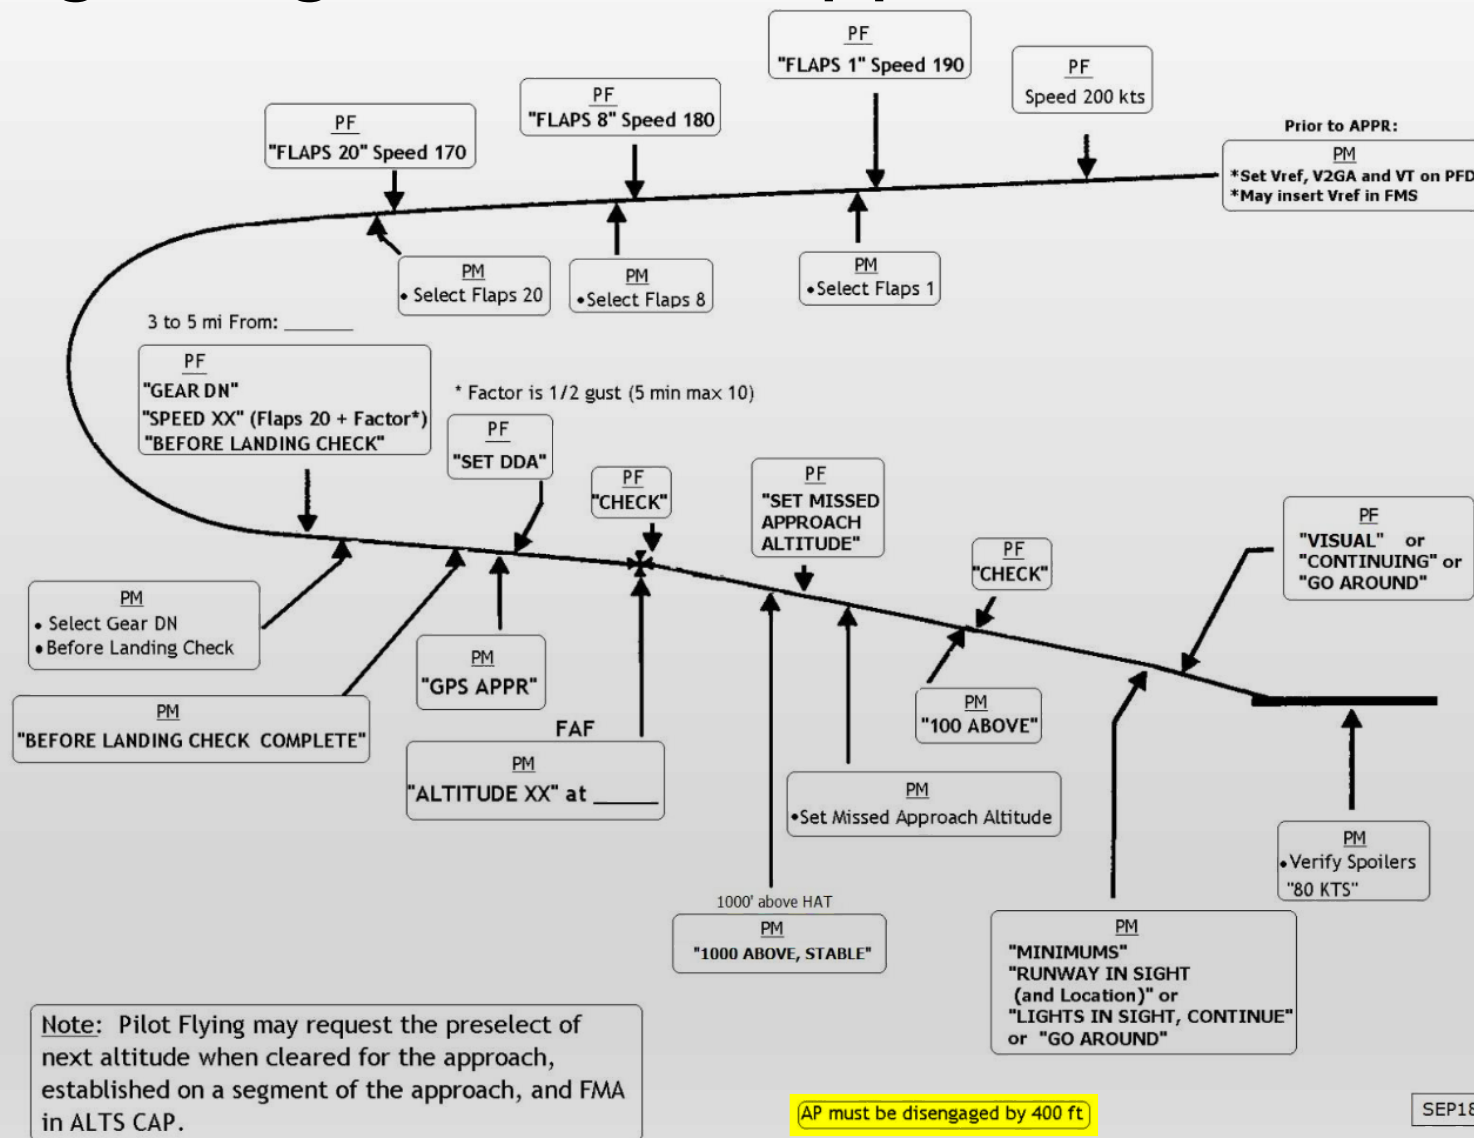 PF
"FLAPS 1" Speed 190
PF
Speed 200 kts
PF
"FLAPS 8" Speed 180
PF
"FLAPS 20" Speed 170
Prior to APPR:
PM
*Set Vref, V2GA and VT on PFD
*May insert Vref in FMS
PM
• Select Flaps 20
PM
•Select Flaps 8
PM
•Select Flaps 1
3 to 5 mi From: ______
PF
"GEAR DN"
"SPEED XX" (Flaps 20 + Factor*)
"BEFORE LANDING CHECK"
* Factor is 1/2 gust (5 min max 10)
PF
"SET DDA"
PF
"CHECK"
PF
"SET MISSED
APPROACH
ALTITUDE"
PF
"CHECK"
PF
"VISUAL" or
"CONTINUING" or
"GO AROUND"
PM
• Select Gear DN
•Before Landing Check
PM
"BEFORE LANDING CHECK COMPLETE"
PM
"GPS APPR"
FAF
PM
"ALTITUDE XX" at _____
PM
"100 ABOVE"
PM
•Set Missed Approach Altitude
PM
•Verify Spoilers
"80 KTS"
1000' above HAT
PM
"1000 ABOVE, STABLE"
PM
"MINIMUMS"
"RUNWAY IN SIGHT
(and Location)" or
"LIGHTS IN SIGHT, CONTINUE"
or "GO AROUND"
Note: Pilot Flying may request the preselect of
next altitude when cleared for the approach,
established on a segment of the approach, and FMA
in ALTS CAP.
AP must be disengaged by 400 ft
SEP18